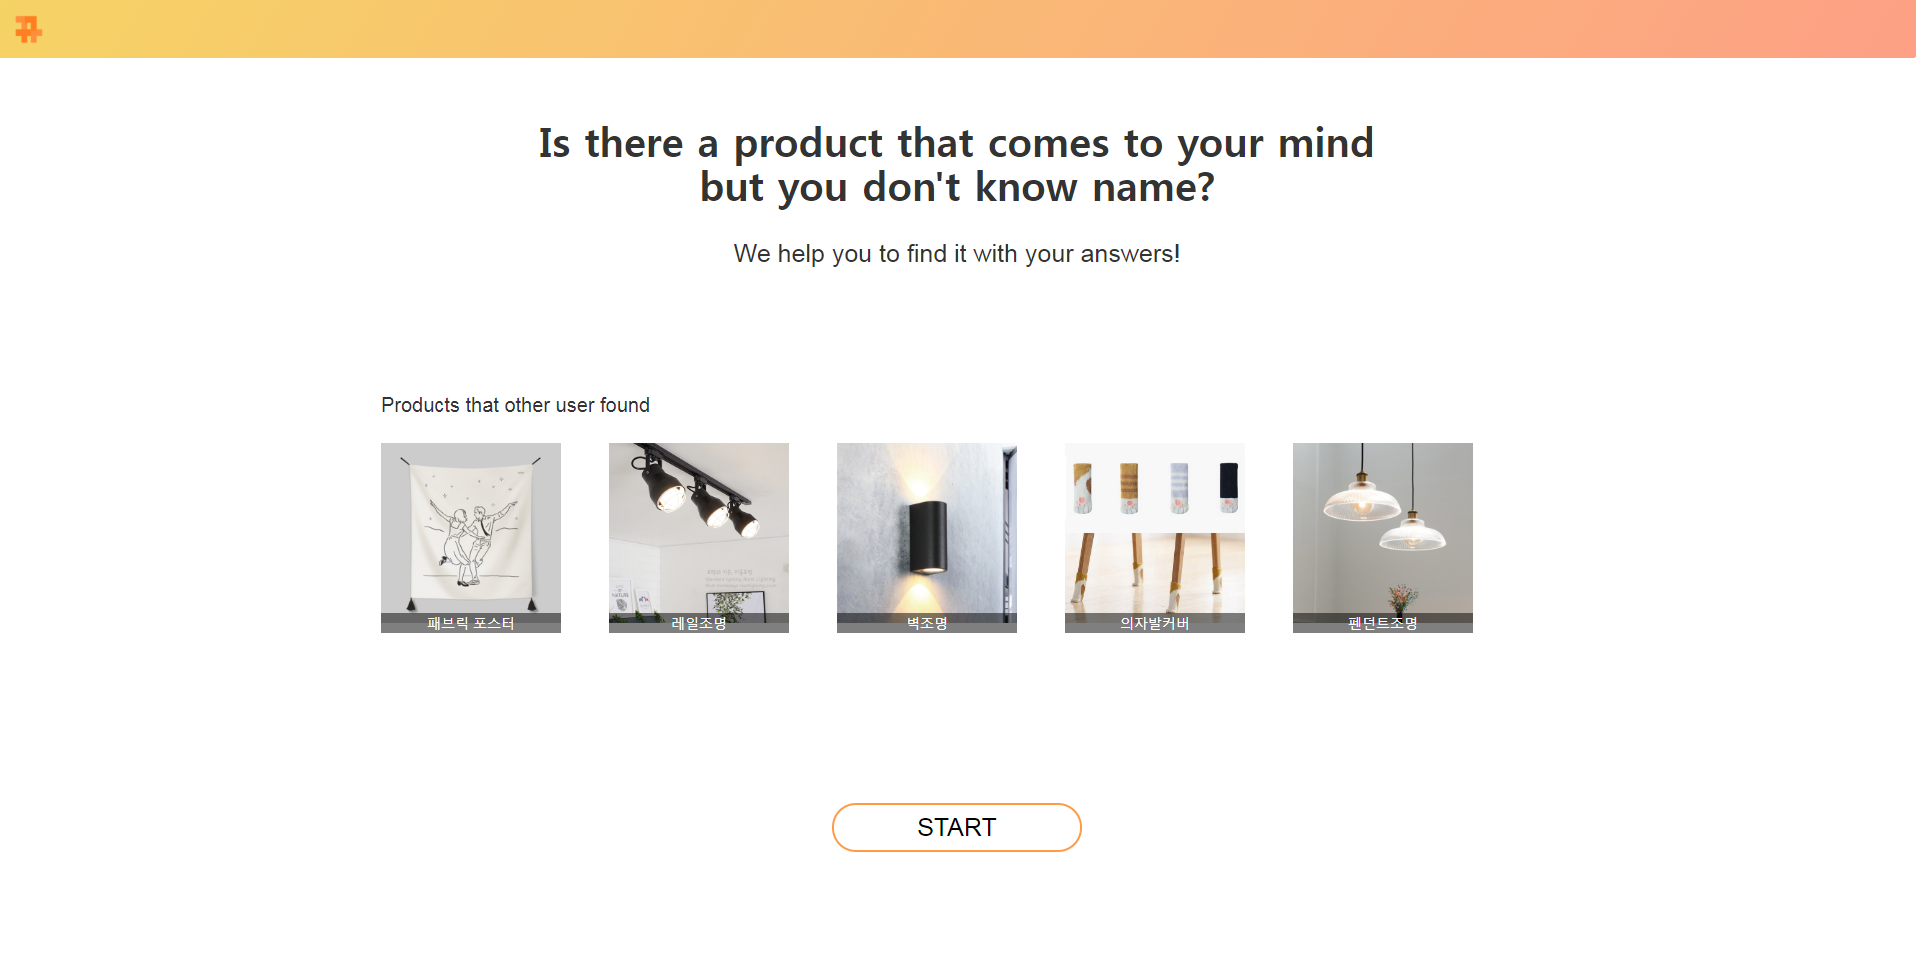 Is there a product that comes to your mind
but you don't know name?
We help you to find it with your answers!
Products that other user found
패브릭 포스터
레일조명
벽조명
의자발커버
펜던트조명
START